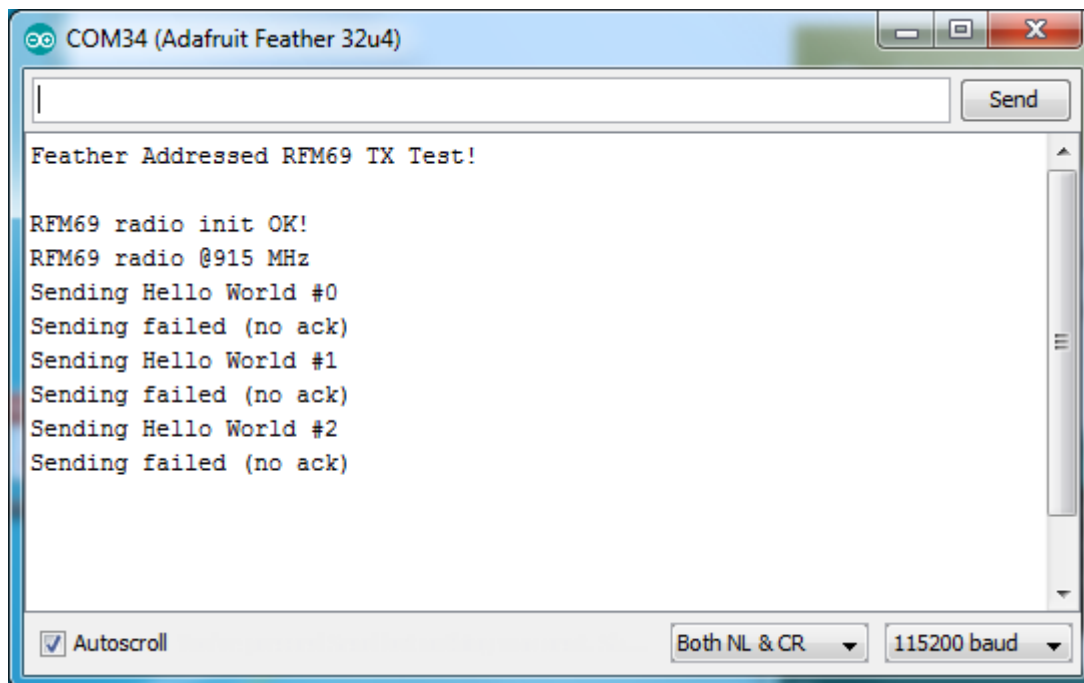 COM34 (Adafruit Feather 32u4)
Send
Feather Addressed RFM69 TX Test!
RFM69 radio init OK!
RFM69 radio @915 MHz
Sending Hello World #0
Sending failed (no ack)
Sending Hello World #1
Sending failed (no ack)
Sending Hello World #2
Sending failed (no ack)
Autoscroll
Both NL & CR
115200 baud